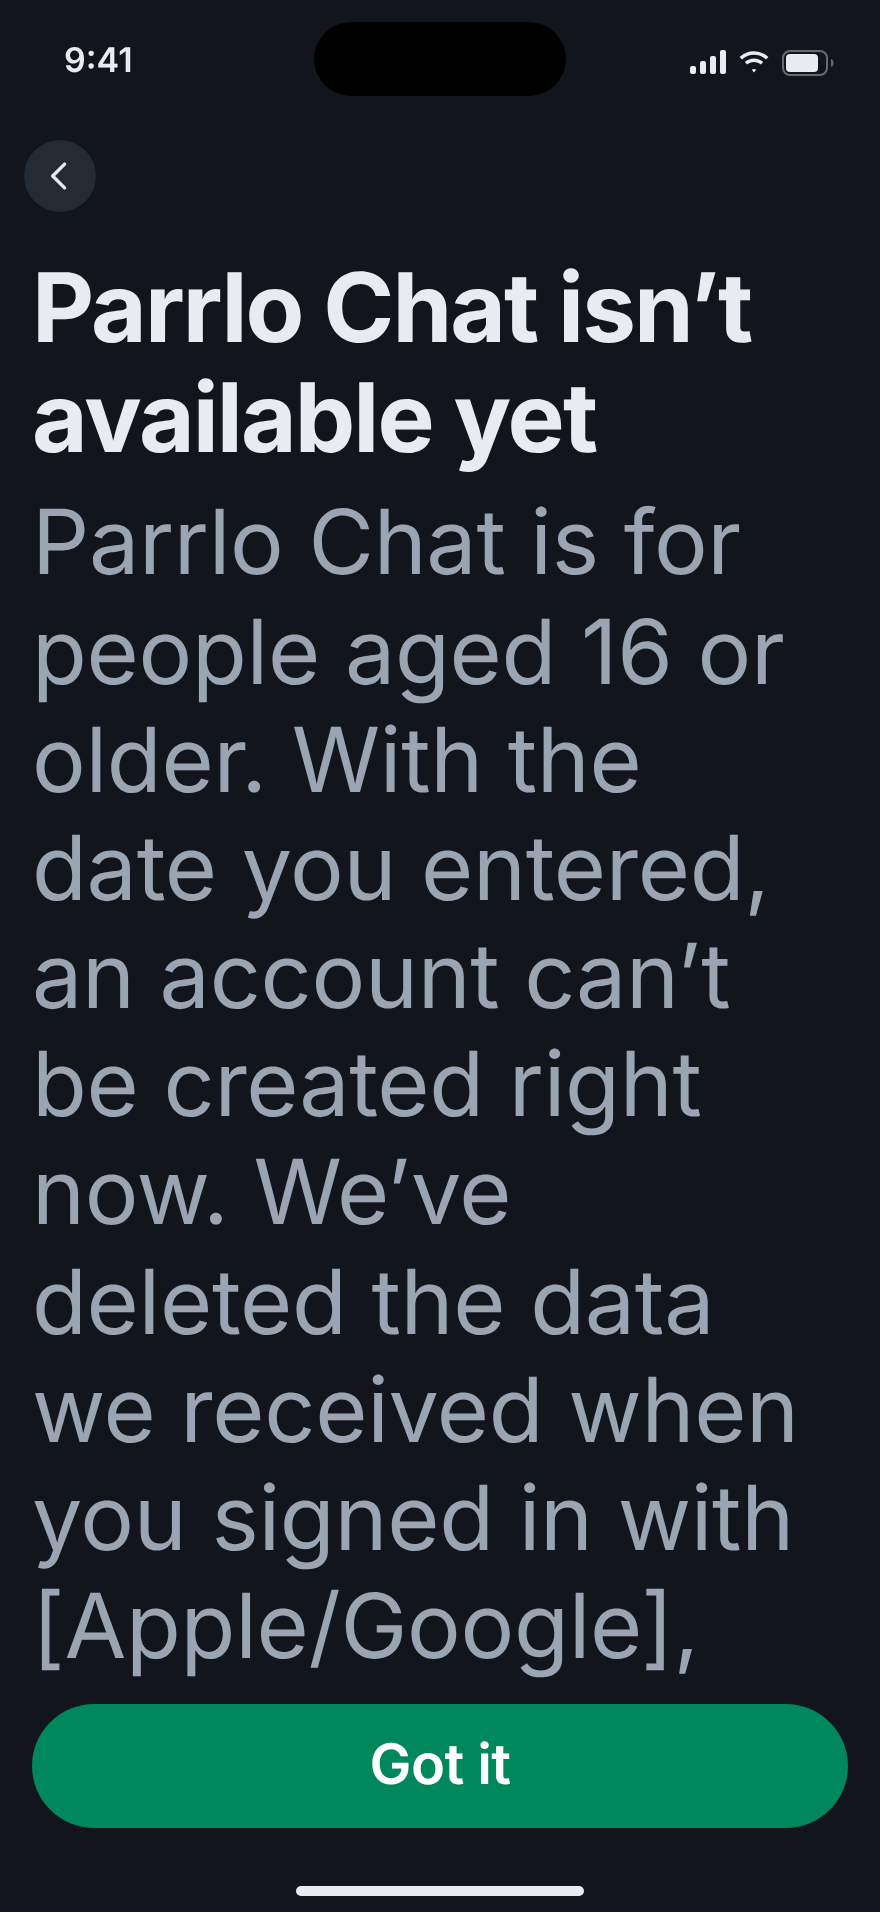 9:41
Parrlo Chat isn’t
available yet
Parrlo Chat is for
people aged 16 or
older. With the
date you entered,
an account can’t
be created right
now. We’ve
deleted the data
we received when
you signed in with
[Apple/Google],
Got it